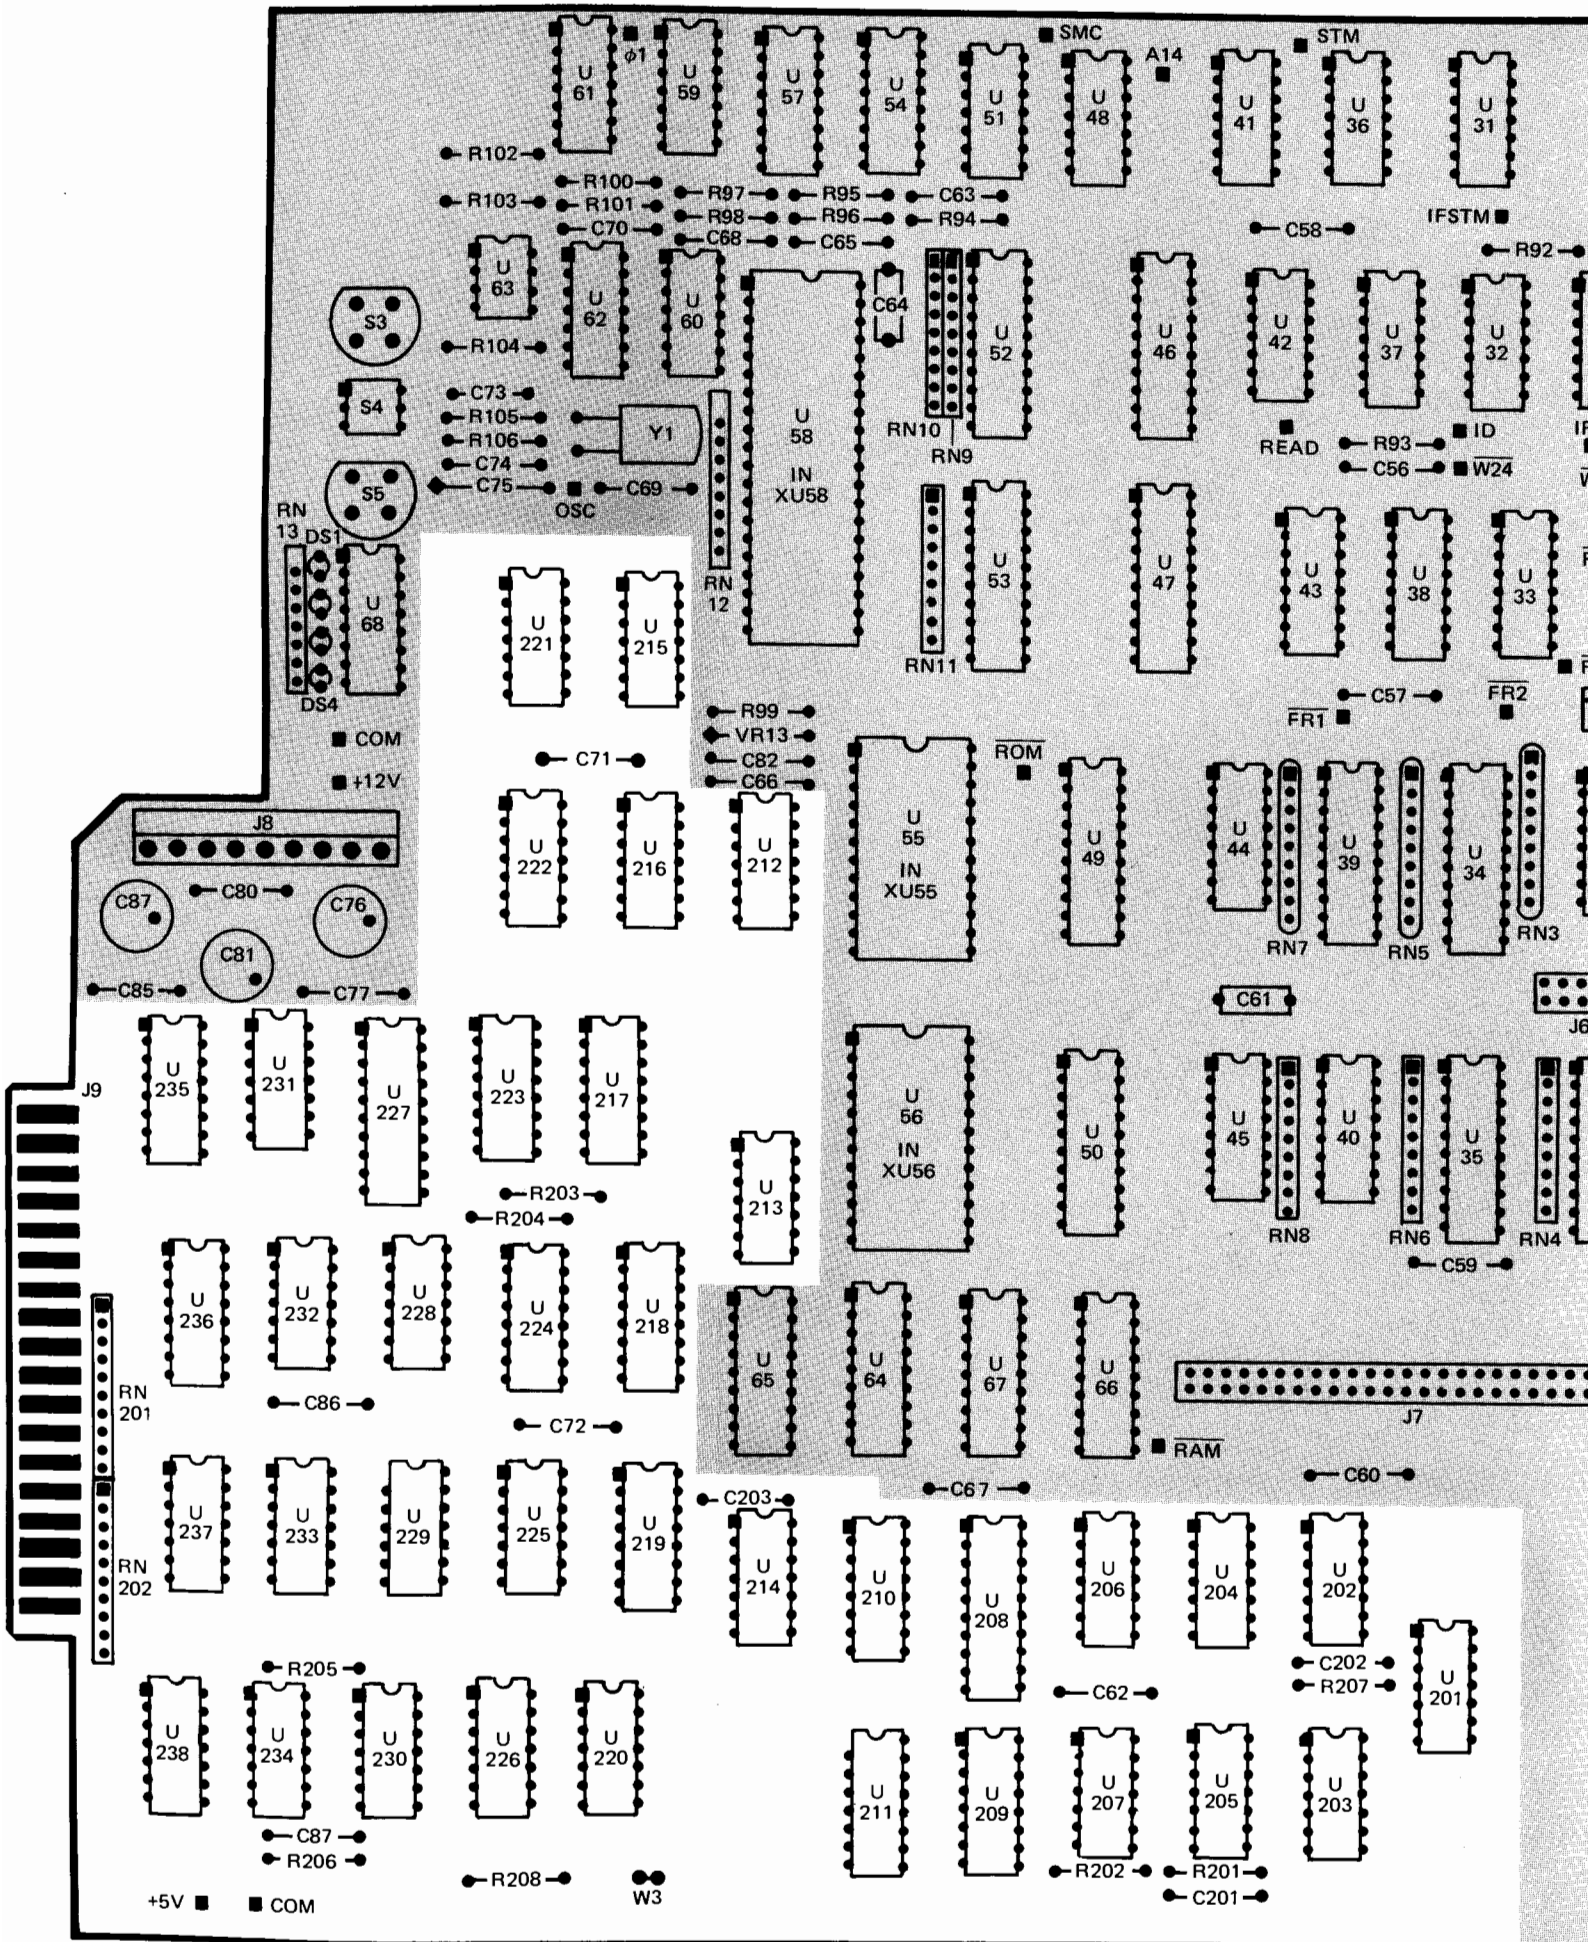 SMC
STM
φ1
A14
U 61
U 59
U 57
U 54
U 51
U 48
U 41
U 36
U 31
R102
R100
R97
R95
C63
R103
R101
R98
R96
R94
IFSTM
C70
C68
C65
C58
R92
U 63
U 62
U 60
C64
S3
U 52
U 46
U 42
U 37
U 32
R104
C73
S4
R105
Y1
U 58 IN XU58
RN10
ID
R106
READ
R93
RN9
C74
C56
W24
S5
C75
C69
OSC
RN 13
DS1
U 68
RN 12
U 53
U 47
U 43
U 38
U 33
U 221
U 215
RN11
DS4
C57
FR2
R99
FR1
COM
VR13
ROM
C71
C82
+12V
C66
J8
U 55 IN XU55
U 222
U 216
U 212
U 49
U 44
U 39
U 34
C87
C80
C76
RN7
RN5
RN3
C81
C85
C77
C61
J6
J9
U 235
U 231
U 227
U 223
U 217
U 56 IN XU56
U 50
U 45
U 40
U 35
R203
U 213
R204
RN8
RN6
RN4
C59
U 236
U 232
U 228
U 224
U 218
U 65
U 64
U 67
U 66
RN 201
C86
J7
C72
RAM
C60
C67
C203
U 237
U 233
U 229
U 225
U 219
RN 202
U 214
U 210
U 208
U 206
U 204
U 202
R205
C202
R207
U 201
C62
U 238
U 234
U 230
U 226
U 220
U 211
U 209
U 207
U 205
U 203
C87
R206
R202
R201
R208
W3
C201
+5V
COM